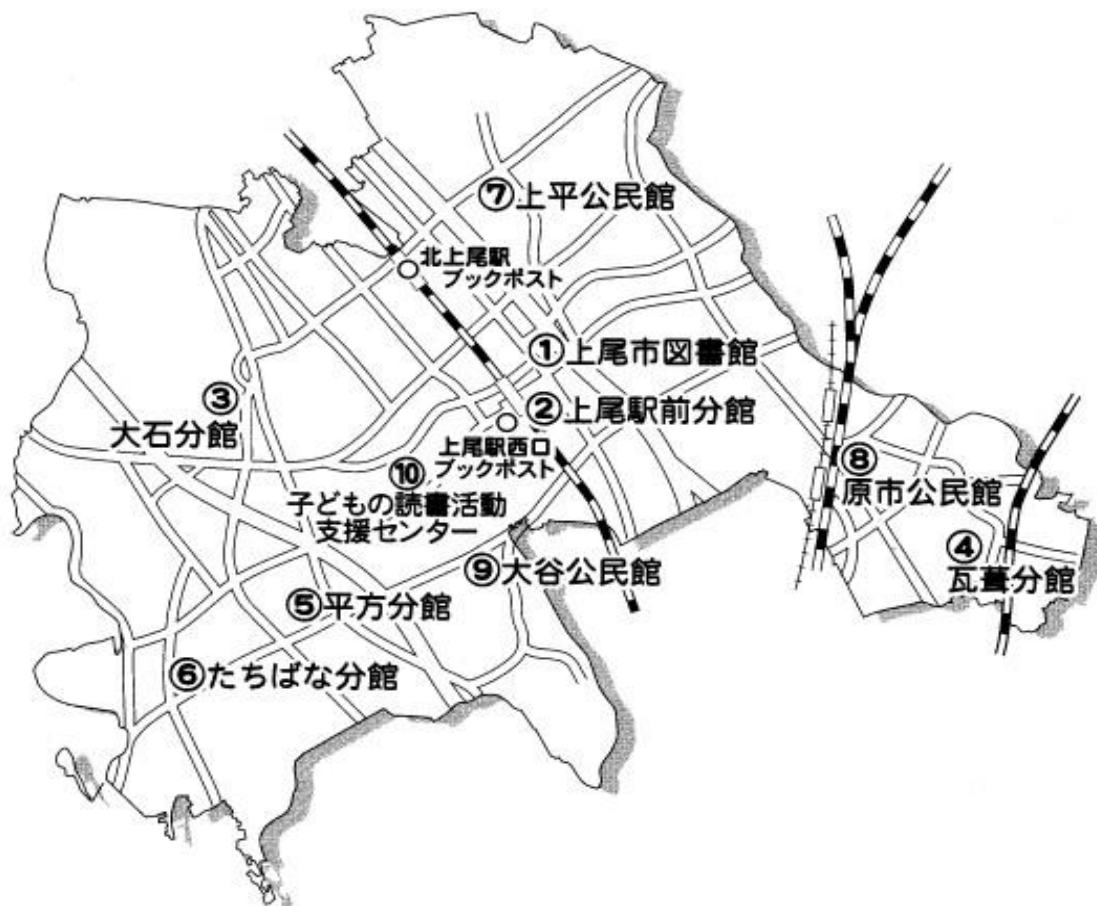 ⑦上平公民館
北上尾駅
ブックポスト
①上尾市図書館
③
大石分館
②上尾駅前分館
上尾駅西口
ブックポスト
⑩
子どもの読書活動
支援センター
⑧
原市公民館
④
瓦葺分館
⑨大谷公民館
⑤平方分館
⑥たちばな分館